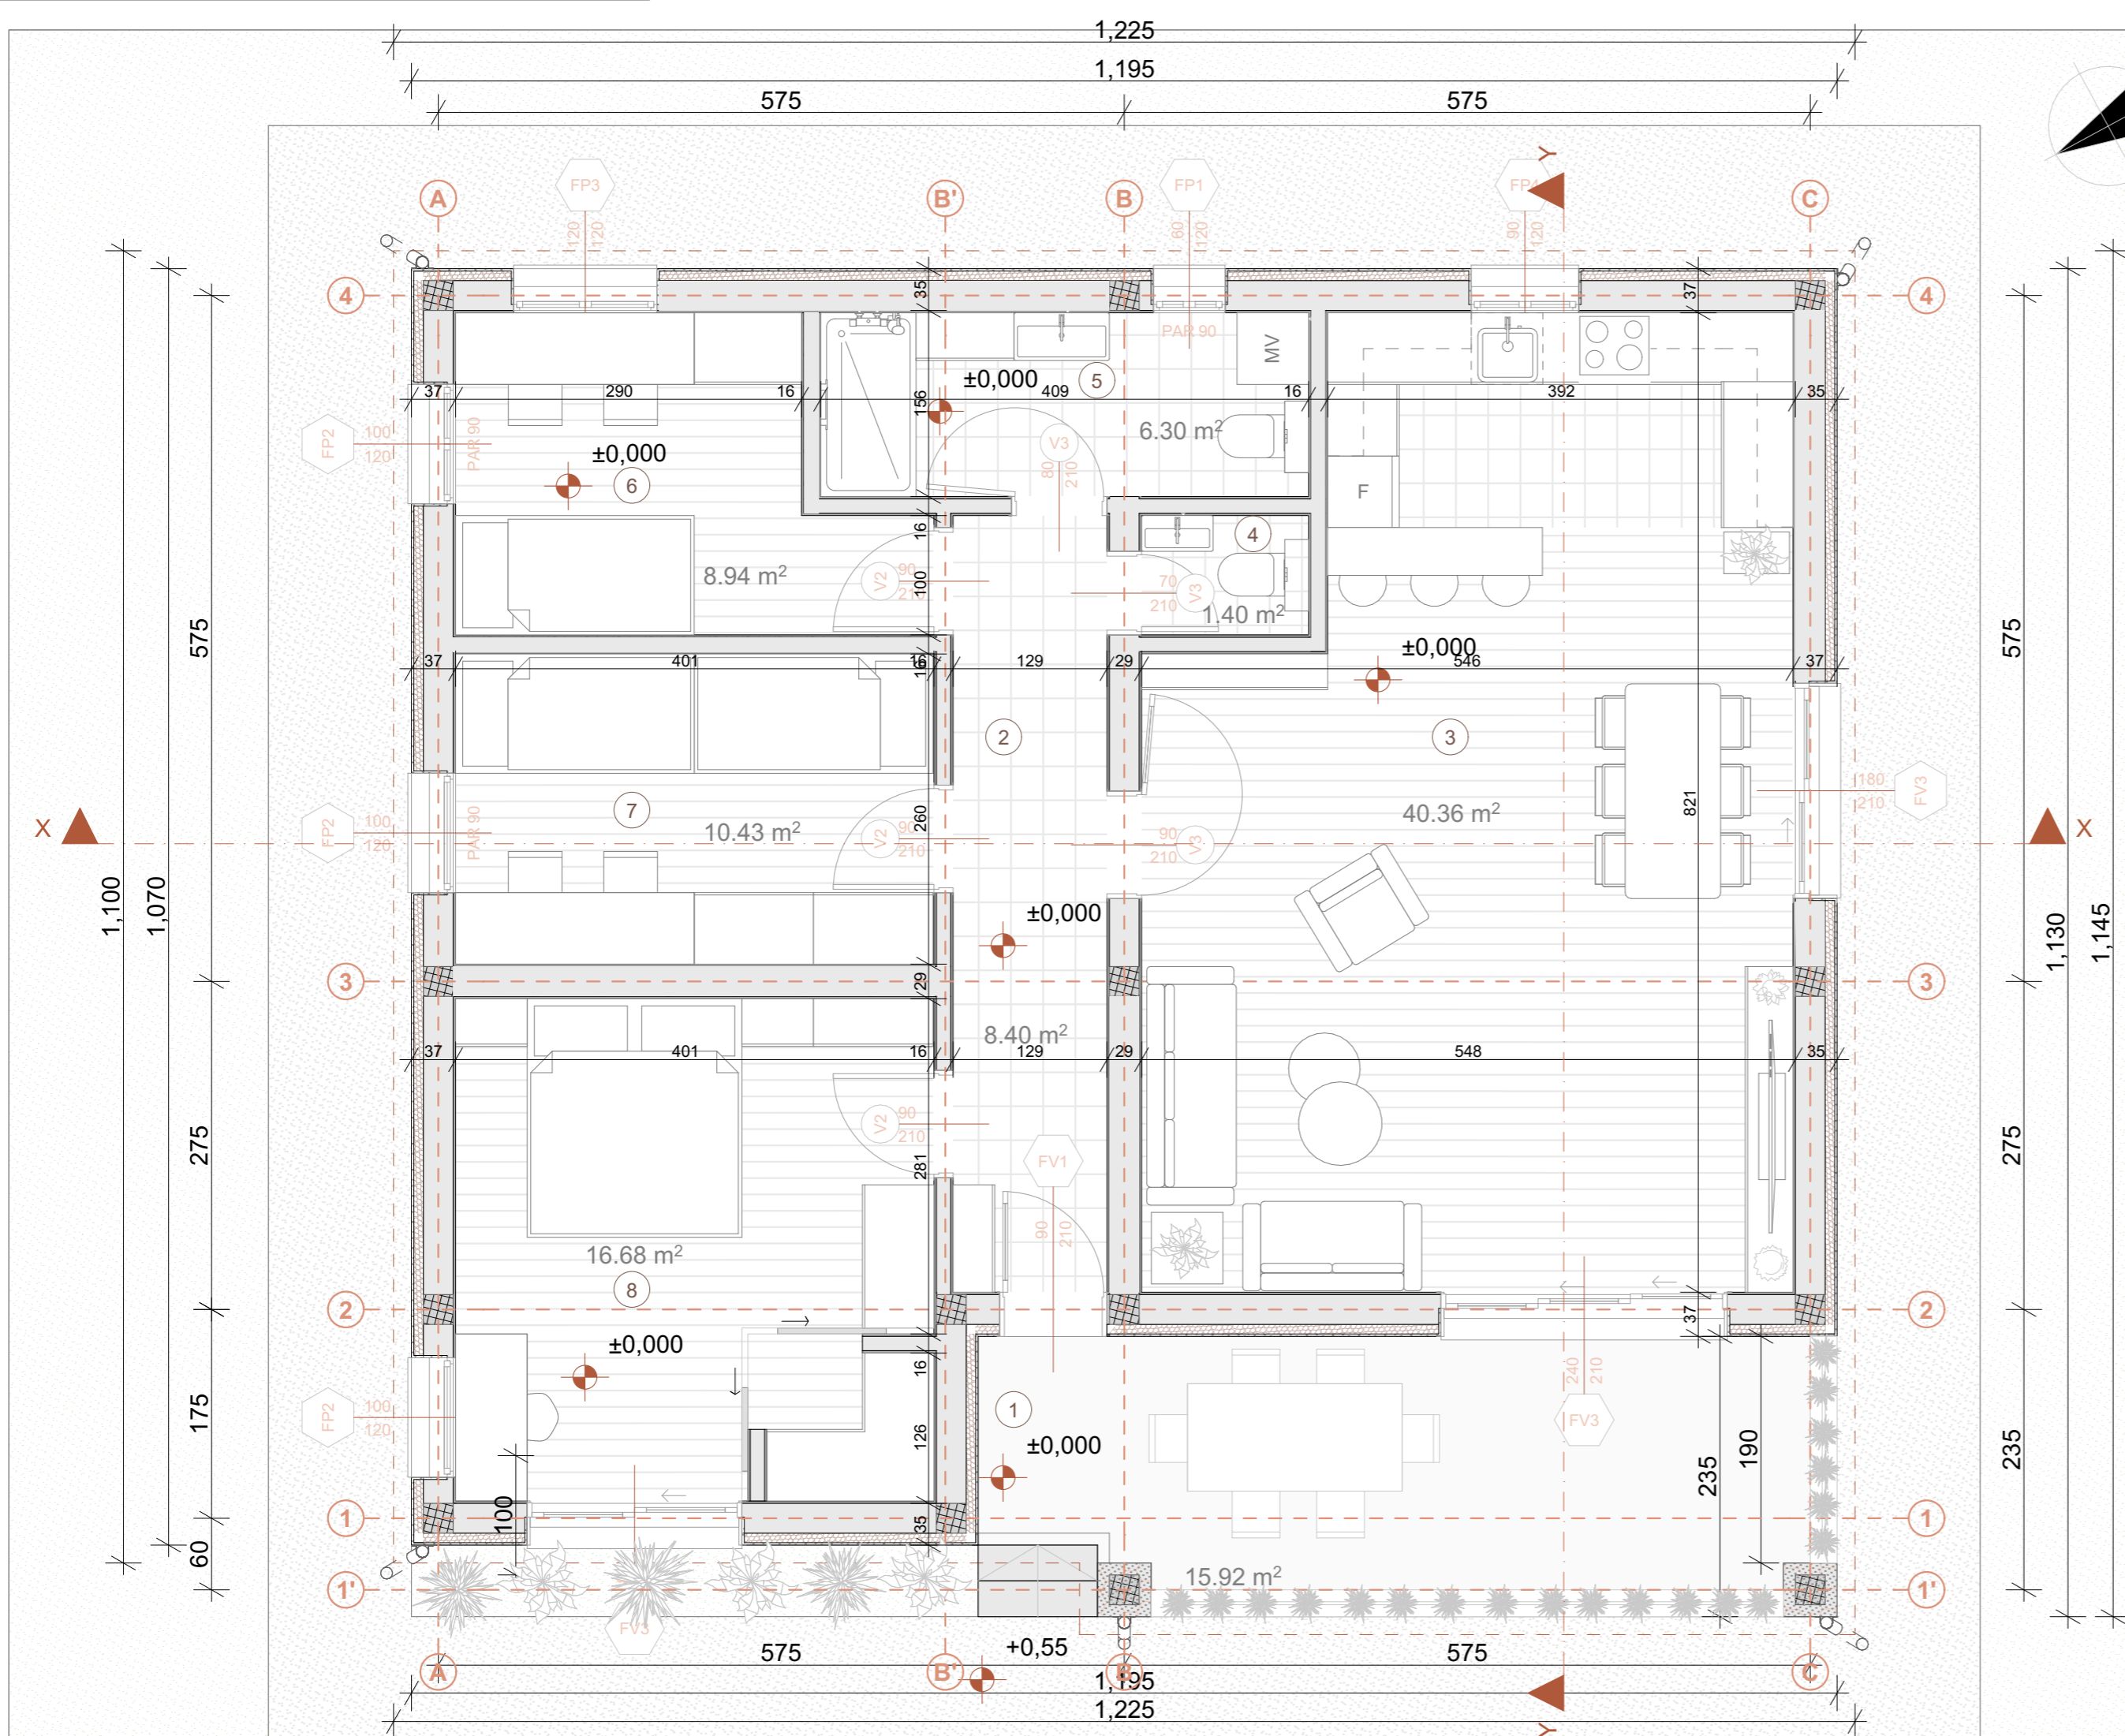 1,225
1,195
575
575
Y
FP3
FP1
FP4
A
B'
B
C
120
120
60
120
90
120
4
4
35
37
PAR 90
MV
±0,000
5
37
290
16
156
409
16
392
35
FP2
100
120
PAR 90
V3
80
210
6.30 m²
±0,000
6
F
16
4
8.94 m²
V2
90
210
100
70
210
V3
1.40 m²
575
575
±0,000
37
401
16
16
129
29
546
37
2
3
180
210
FV3
7
10.43 m²
260
40.36 m²
821
X
X
FP2
100
120
PAR 90
V2
90
210
90
210
V3
1,100
1,070
±0,000
1,130
1,145
3
29
3
8.40 m²
37
401
16
129
29
548
35
275
275
V2
90
210
281
FV1
90
210
16.68 m²
8
2
37
2
±0,000
16
240
210
FP2
100
120
175
1
±0,000
126
FV3
190
235
235
100
1
35
1
60
1'
15.92 m²
1'
FV3
575
+0,55
575
A
B'
B
C
1,195
1,225
Y